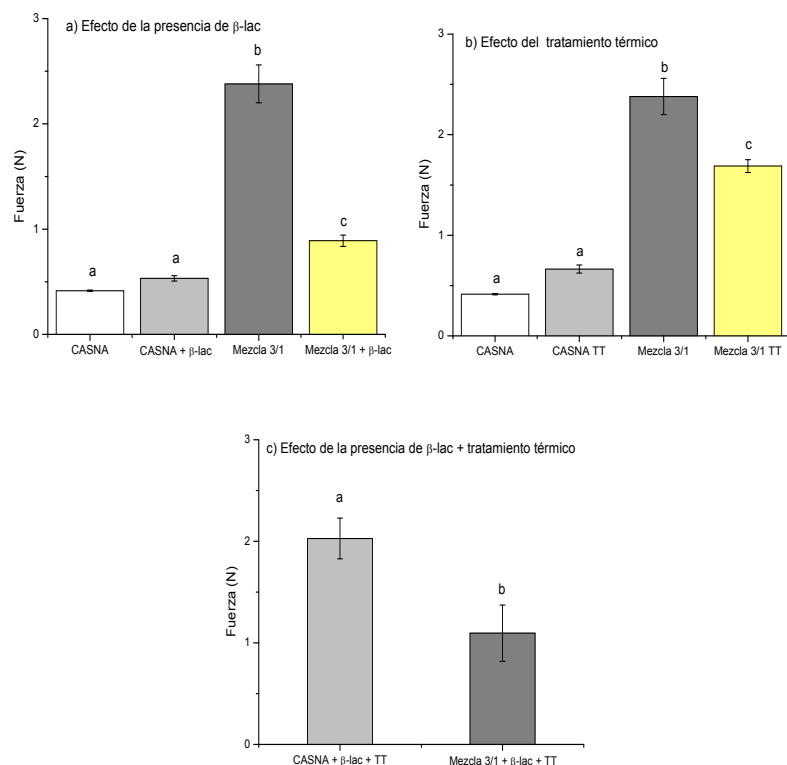 a) Efecto de la presencia de β-lac
Fuerza (N)
3
2
1
0
a
a
b
c
CASNA
CASNA + β-lac
Mezcla 3/1
Mezcla 3/1 + β-lac
b) Efecto del tratamiento térmico
Fuerza (N)
3
2
1
0
a
a
b
c
CASNA
CASNA TT
Mezcla 3/1
Mezcla 3/1 TT
c) Efecto de la presencia de β-lac + tratamiento térmico
Fuerza (N)
3
2
1
0
a
b
CASNA + β-lac + TT
Mezcla 3/1 + β-lac + TT